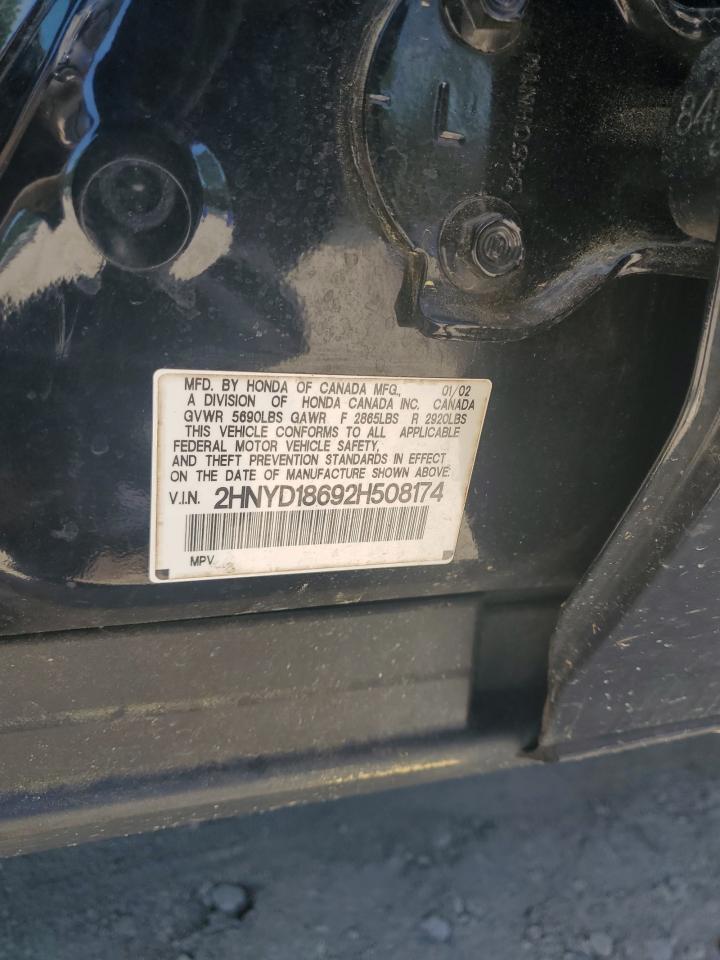 MFD. BY HONDA OF CANADA MFG., 01/02
A DIVISION OF HONDA CANADA INC. CANADA
GVWR 5690LBS GAWR F 2865LBS R 2920LBS
THIS VEHICLE CONFORMS TO ALL APPLICABLE
FEDERAL MOTOR VEHICLE SAFETY,
AND THEFT PREVENTION STANDARDS IN EFFECT
ON THE DATE OF MANUFACTURE SHOWN ABOVE.
V.I.N. 2HNYD18692H508174
MPV